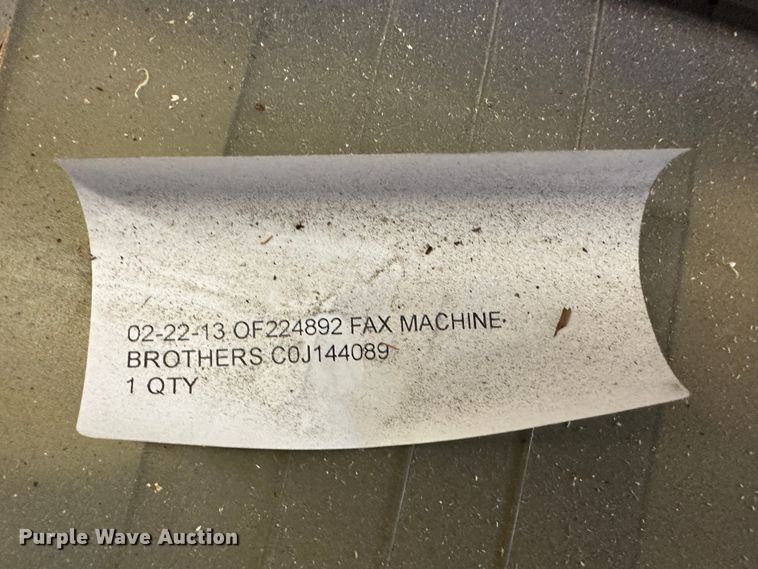 02-22-13 OF224892 FAX MACHINE-
BROTHERS C0J144089
1 QTY
Purple Wave Auction